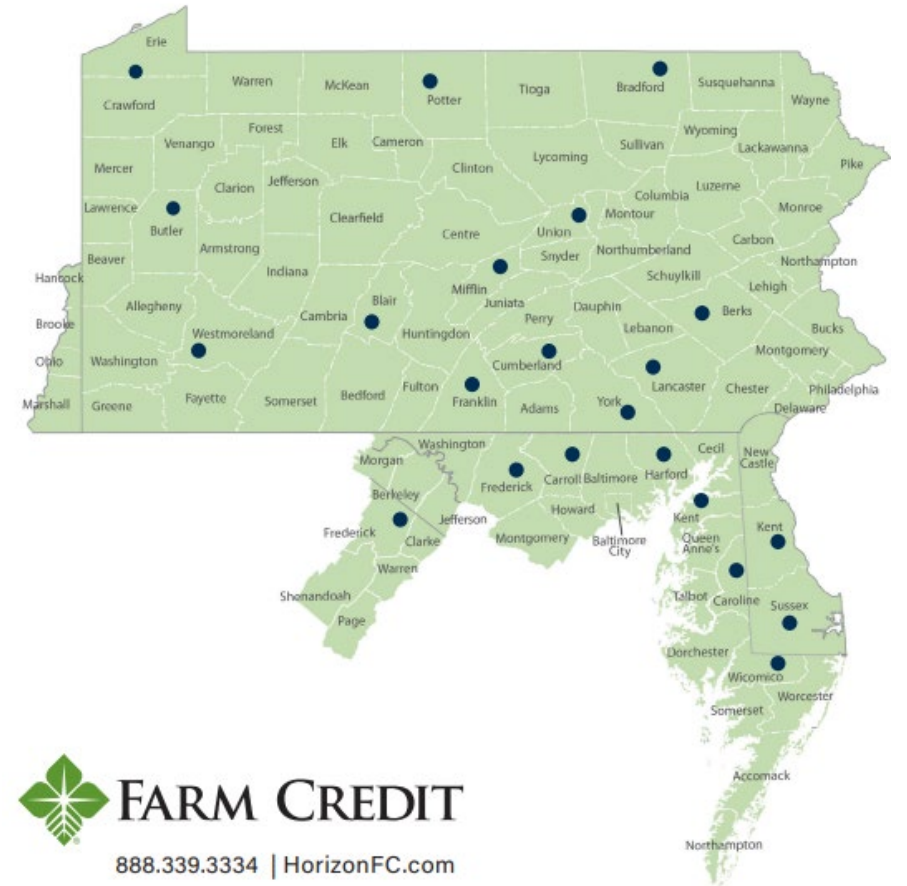 Erie
Warren
McKean
Potter
Tioga
Bradford
Susquehanna
Wayne
Crawford
Venango
Forest
Elk
Cameron
Clinton
Lycoming
Sullivan
Wyoming
Lackawanna
Pike
Mercer
Clarion
Jefferson
Columbia
Luzerne
Lawrence
Butler
Clearfield
Centre
Union
Montour
Monroe
Armstrong
Snyder
Northumberland
Carbon
Beaver
Indiana
Mifflin
Schuylkill
Northampton
Hancock
Allegheny
Cambria
Blair
Juniata
Lehigh
Brooke
Westmoreland
Huntingdon
Perry
Dauphin
Lebanon
Berks
Bucks
Ohio
Washington
Cumberland
Montgomery
Marshall
Greene
Fayette
Somerset
Bedford
Fulton
Franklin
Adams
York
Lancaster
Chester
Philadelphia
Delaware
Washington
Morgan
Cecil
New
Castle
Berkeley
Frederick
Carroll
Baltimore
Harford
Jefferson
Howard
Kent
Frederick
Clarke
Montgomery
Baltimore
City
Queen
Anne's
Kent
Warren
Shenandoah
Talbot
Caroline
Sussex
Page
Dorchester
Wicomico
Worcester
Somerset
Accomack
Northampton
FARM CREDIT
888.339.3334 | HorizonFC.com